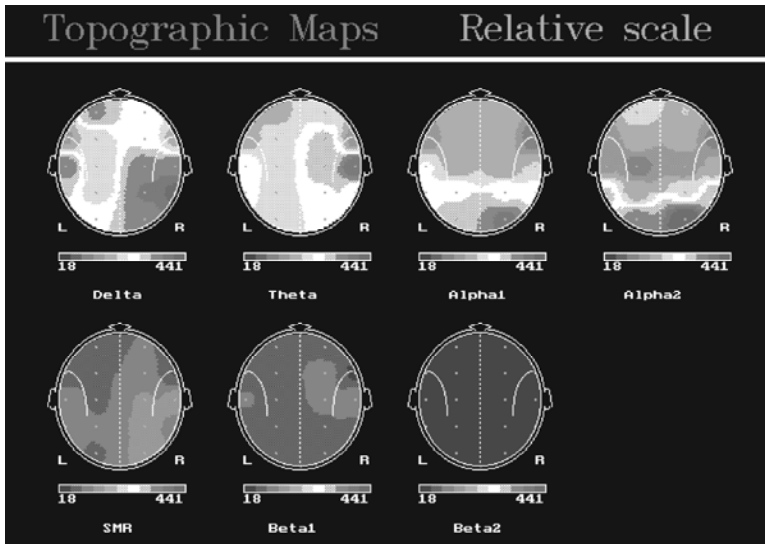 Topographic Maps Relative scale
L R L R L R L R
18 441 18 441 18 441 18 441
Delta Theta Alpha1 Alpha2
L R L R L R
18 441 18 441 18 441
SMR Beta1 Beta2